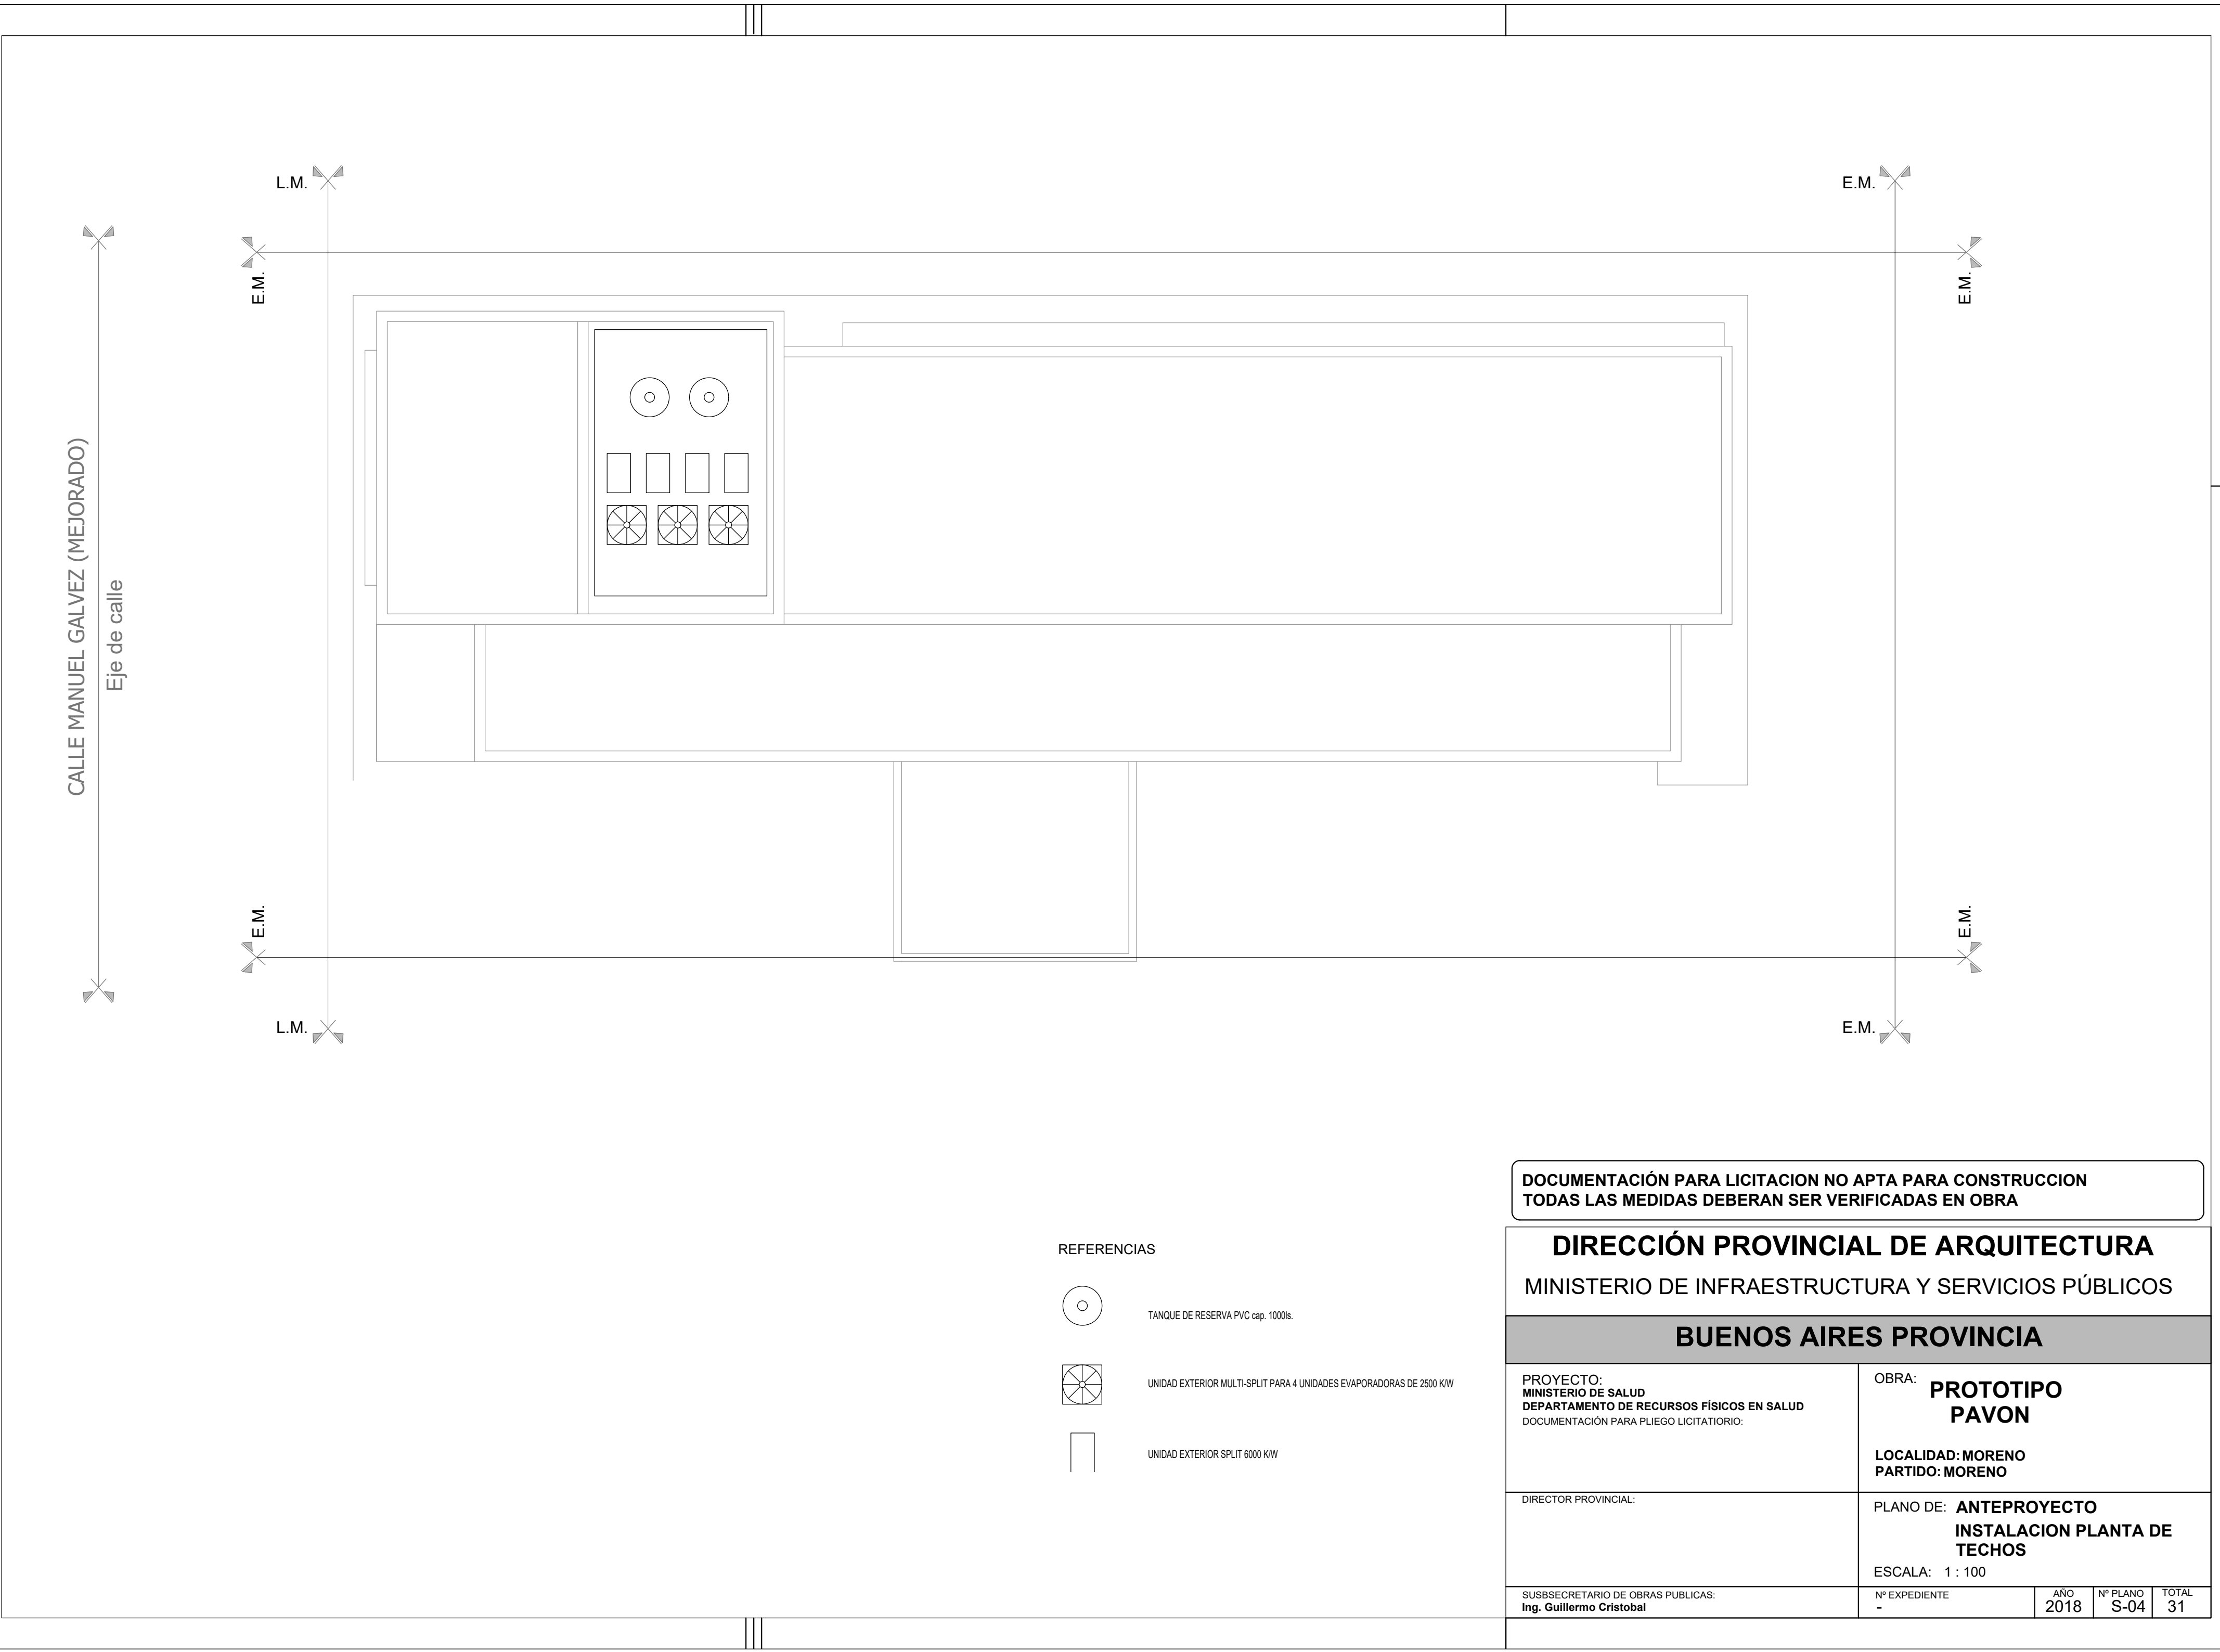 L.M.
E.M.
E.M.
E.M.
CALLE MANUEL GALVEZ (MEJORADO)
Eje de calle
E.M.
E.M.
L.M.
E.M.
REFERENCIAS
TANQUE DE RESERVA PVC cap. 1000ls.
UNIDAD EXTERIOR MULTI-SPLIT PARA 4 UNIDADES EVAPORADORAS DE 2500 K/W
UNIDAD EXTERIOR SPLIT 6000 K/W
DOCUMENTACIÓN PARA LICITACION NO APTA PARA CONSTRUCCION
TODAS LAS MEDIDAS DEBERAN SER VERIFICADAS EN OBRA
DIRECCIÓN PROVINCIAL DE ARQUITECTURA
MINISTERIO DE INFRAESTRUCTURA Y SERVICIOS PÚBLICOS
BUENOS AIRES PROVINCIA
PROYECTO:
MINISTERIO DE SALUD
DEPARTAMENTO DE RECURSOS FÍSICOS EN SALUD
DOCUMENTACIÓN PARA PLIEGO LICITATIORIO:
OBRA: PROTOTIPO
PAVON
LOCALIDAD: MORENO
PARTIDO: MORENO
DIRECTOR PROVINCIAL:
PLANO DE: ANTEPROYECTO
INSTALACION PLANTA DE
TECHOS
ESCALA: 1 : 100
SUSBSECRETARIO DE OBRAS PUBLICAS:
Ing. Guillermo Cristobal
Nº EXPEDIENTE
-
AÑO
2018
Nº PLANO
S-04
TOTAL
31